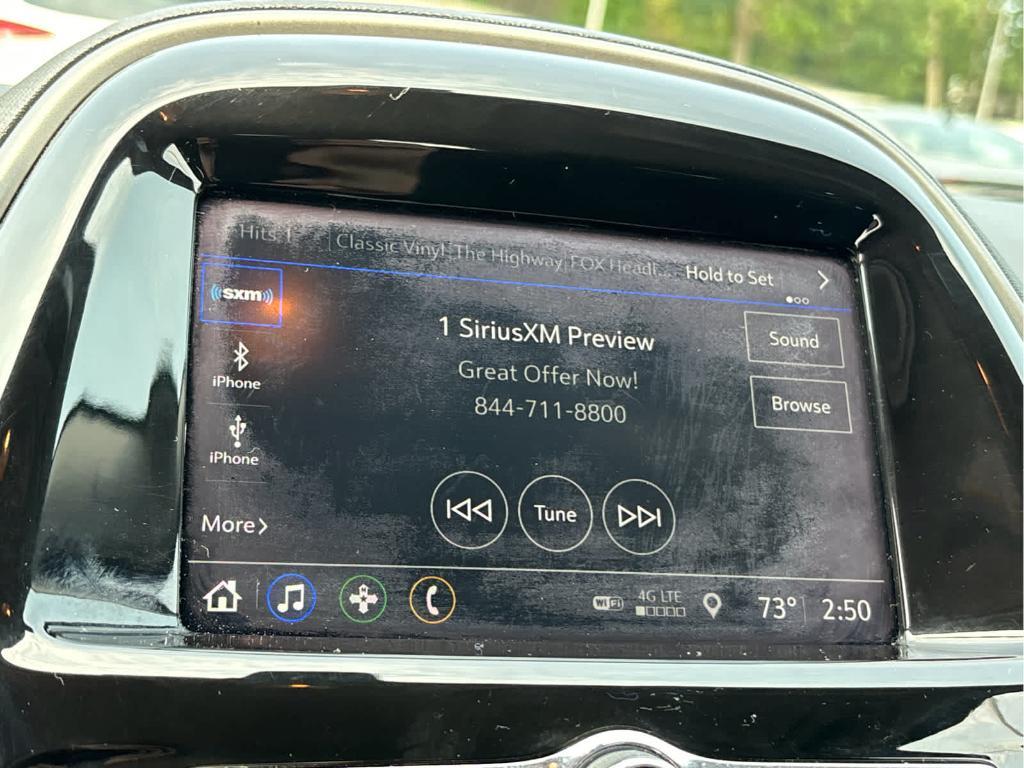 Hits 1
Classic Vinyl
The Highway
FOX Headl...
Hold to Set
((sxm))
1 SiriusXM Preview
Great Offer Now!
844-711-8800
Sound
Browse
iPhone
iPhone
More
Tune
WiFi
4G LTE
73°
2:50